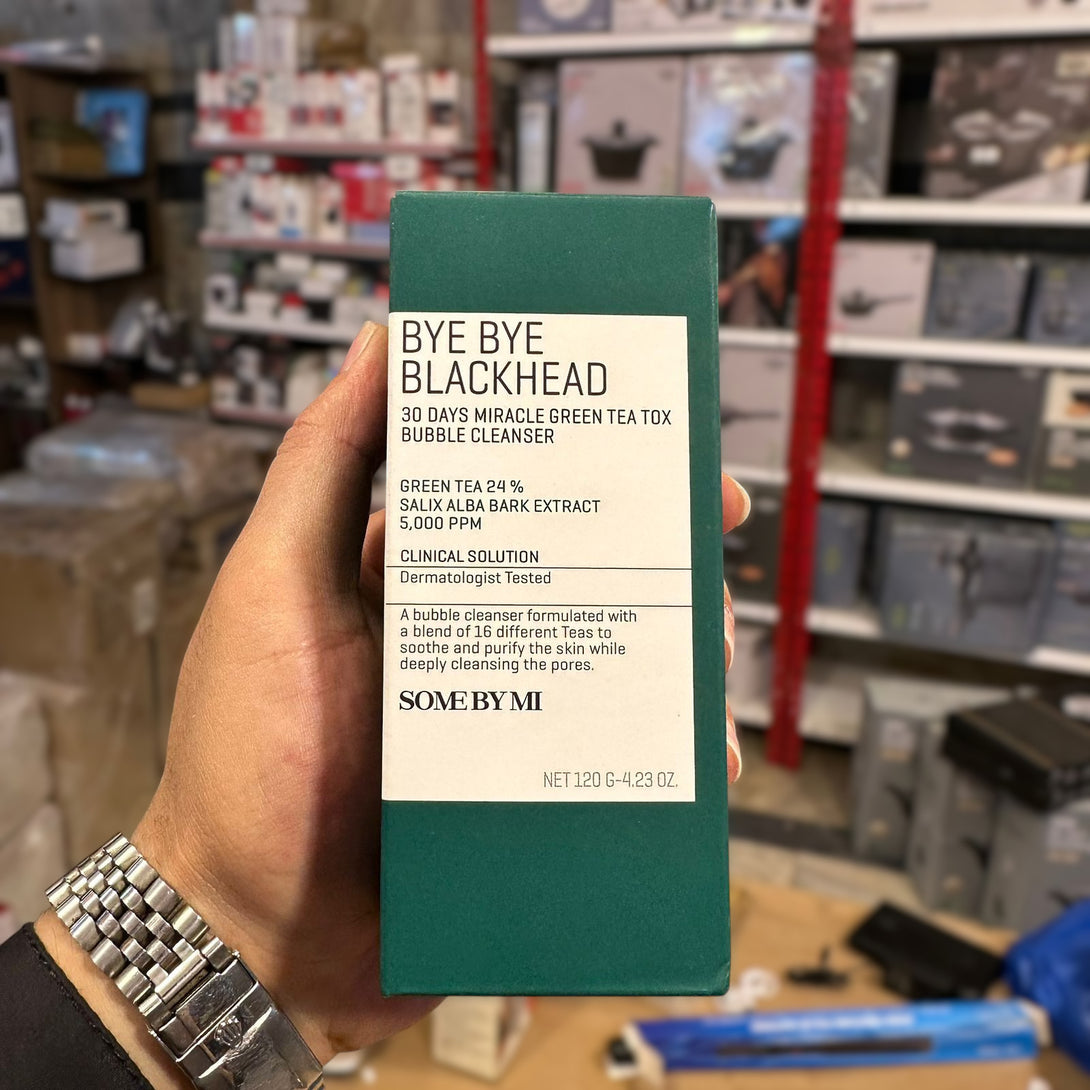 BYE BYE
BLACKHEAD
30 DAYS MIRACLE GREEN TEA TOX
BUBBLE CLEANSER
GREEN TEA 24 %
SALIX ALBA BARK EXTRACT
5,000 PPM
CLINICAL SOLUTION
Dermatologist Tested
A bubble cleanser formulated with
a blend of 16 different Teas to
soothe and purify the skin while
deeply cleansing the pores.
SOME BY MI
NET 120 G-4.23 OZ.